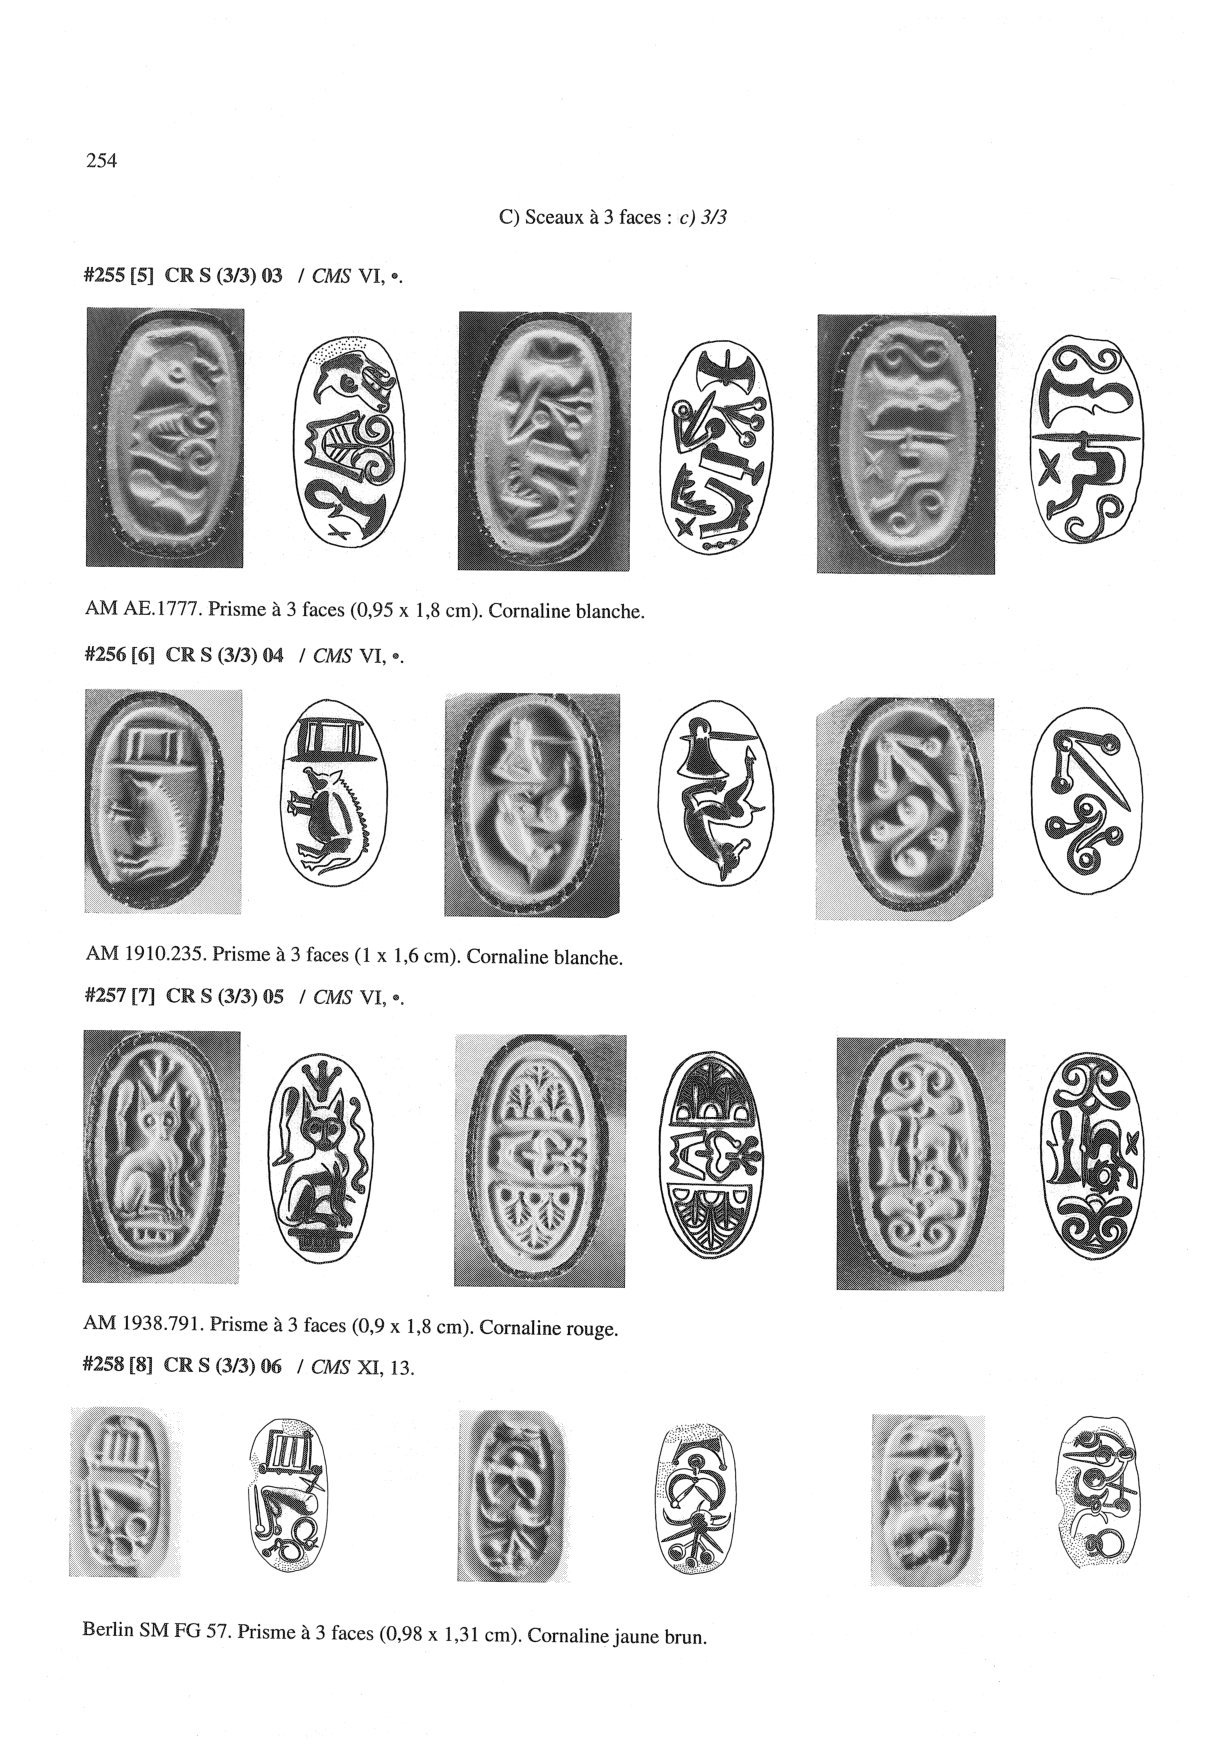 254
C) Sceaux à 3 faces : c) 3/3
#255 [5] CR S (3/3) 03 / CMS VI, •.
AM AE.1777. Prisme à 3 faces (0,95 x 1,8 cm). Cornaline blanche.
#256 [6] CR S (3/3) 04 / CMS VI, •.
AM 1910.235. Prisme à 3 faces (1 x 1,6 cm). Cornaline blanche.
#257 [7] CR S (3/3) 05 / CMS VI, •.
AM 1938.791. Prisme à 3 faces (0,9 x 1,8 cm). Cornaline rouge.
#258 [8] CR S (3/3) 06 / CMS XI, 13.
Berlin SM FG 57. Prisme à 3 faces (0,98 x 1,31 cm). Cornaline jaune brun.